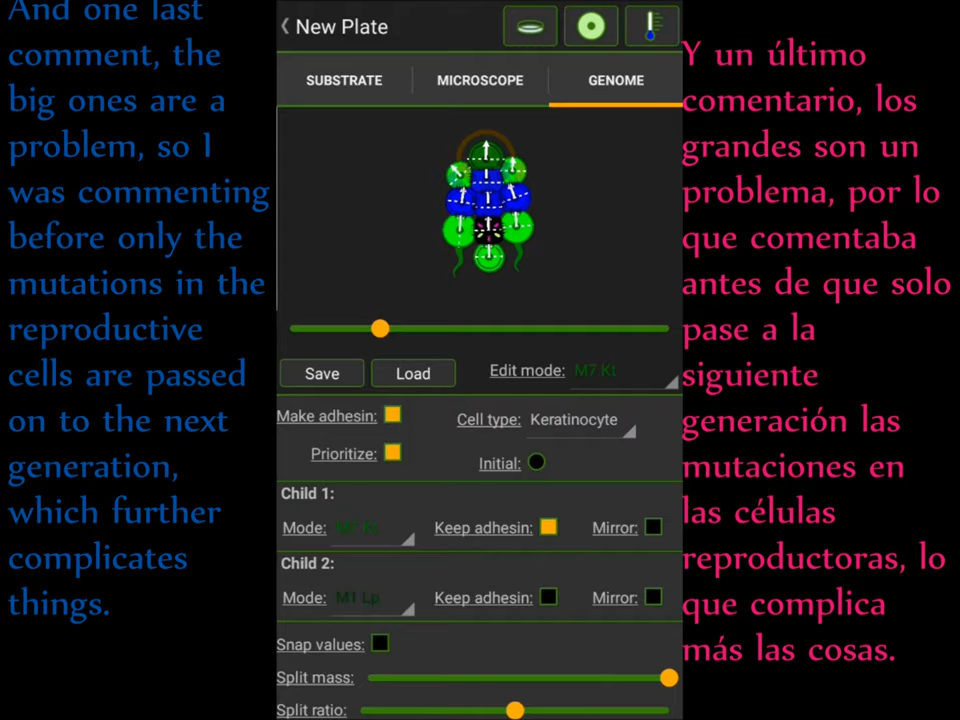 And one last
comment, the
big ones are a
problem, so I
was commenting
before only the
mutations in the
reproductive
cells are passed
on to the next
generation,
which further
complicates
things.
New Plate
SUBSTRATE
MICROSCOPE
GENOME
Save
Load
Edit mode: M7 Kt
Make adhesin:
Cell type: Keratinocyte
Prioritize:
Initial:
Child 1:
Mode: M7 Kt
Keep adhesin:
Mirror:
Child 2:
Mode: M1 Lp
Keep adhesin:
Mirror:
Snap values:
Split mass:
Split ratio:
Y un último
comentario, los
grandes son un
problema, por lo
que comentaba
antes de que solo
pase a la
siguiente
generación las
mutaciones en
las células
reproductoras, lo
que complica
más las cosas.